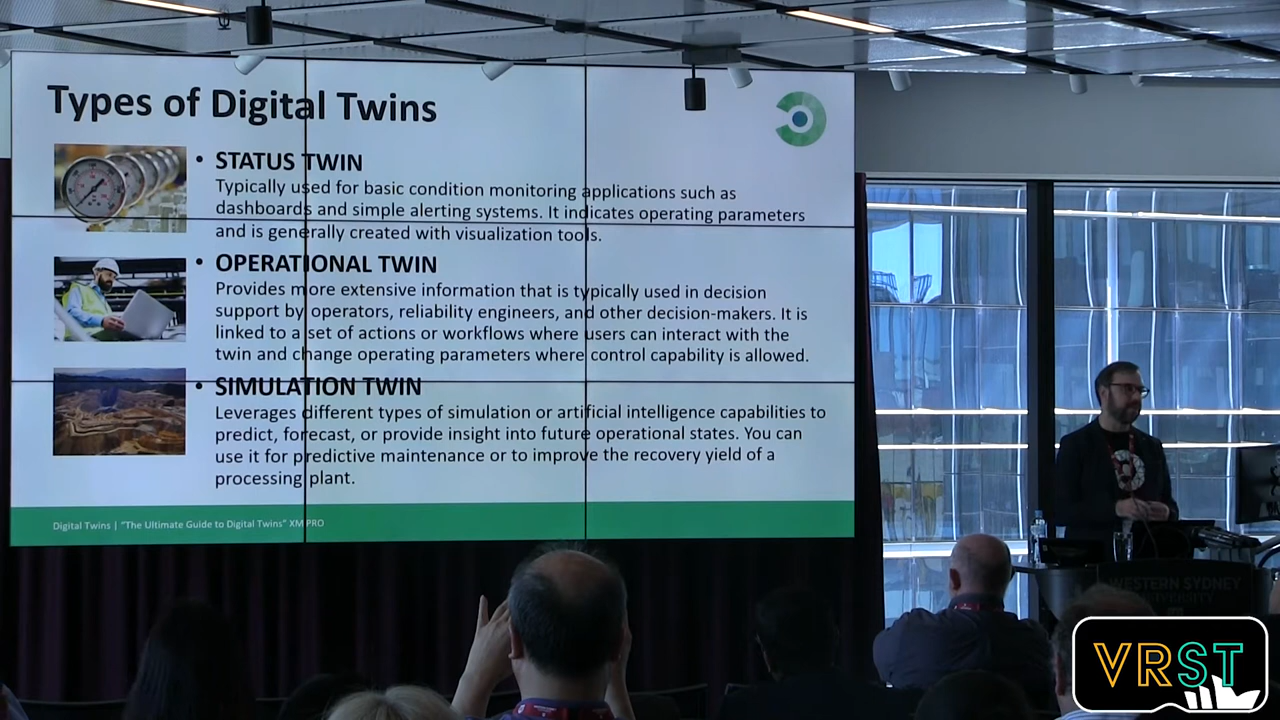 Types of Digital Twins
• STATUS TWIN
Typically used for basic condition monitoring applications such as
dashboards and simple alerting systems. It indicates operating parameters
and is generally created with visualization tools.
• OPERATIONAL TWIN
Provides more extensive information that is typically used in decision
support by operators, reliability engineers, and other decision-makers. It is
linked to a set of actions or workflows where users can interact with the
twin and change operating parameters where control capability is allowed.
• SIMULATION TWIN
Leverages different types of simulation or artificial intelligence capabilities to
predict, forecast, or provide insight into future operational states. You can
use it for predictive maintenance or to improve the recovery yield of a
processing plant.
Digital Twins | "The Ultimate Guide to Digital Twins" XMPRO
WESTERN SYDNEY
UNIVERSITY
VRST